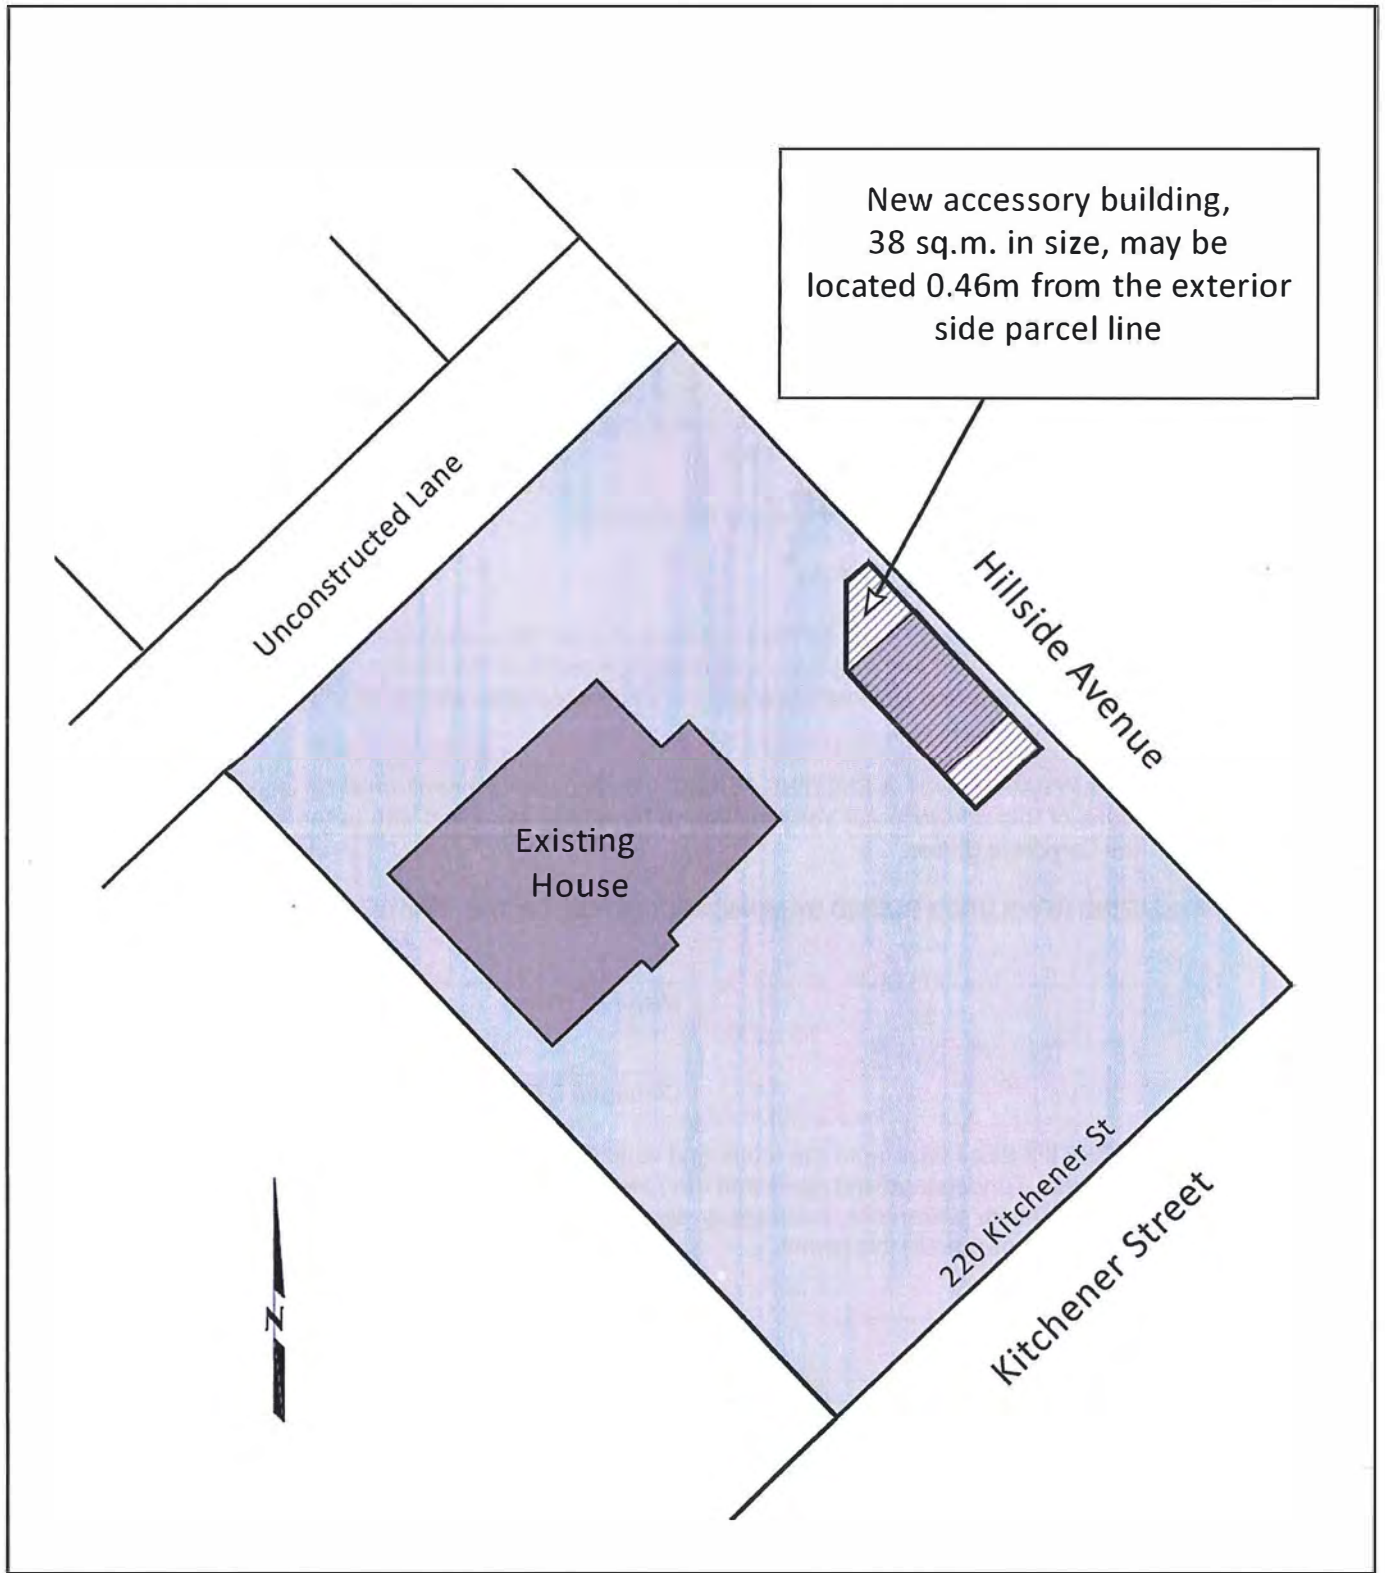 New accessory building,
38 sq.m. in size, may be
located 0.46m from the exterior
side parcel line
Unconstructed Lane
Hillside Avenue
Existing
House
220 Kitchener St
Kitchener Street
N